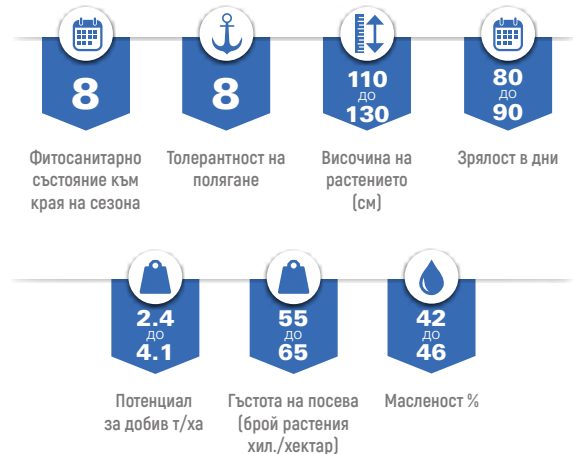 8
Фитосанитарно
състояние към
края на сезона
8
Толерантност на
полягане
110
ДО
130
Височина на
растението
(см)
80
ДО
90
Зрялост в дни
2.4
ДО
4.1
Потенциал
за добив т/ха
55
ДО
65
Гъстота на посева
(брой растения
хил./хектар)
42
ДО
46
Масленост %